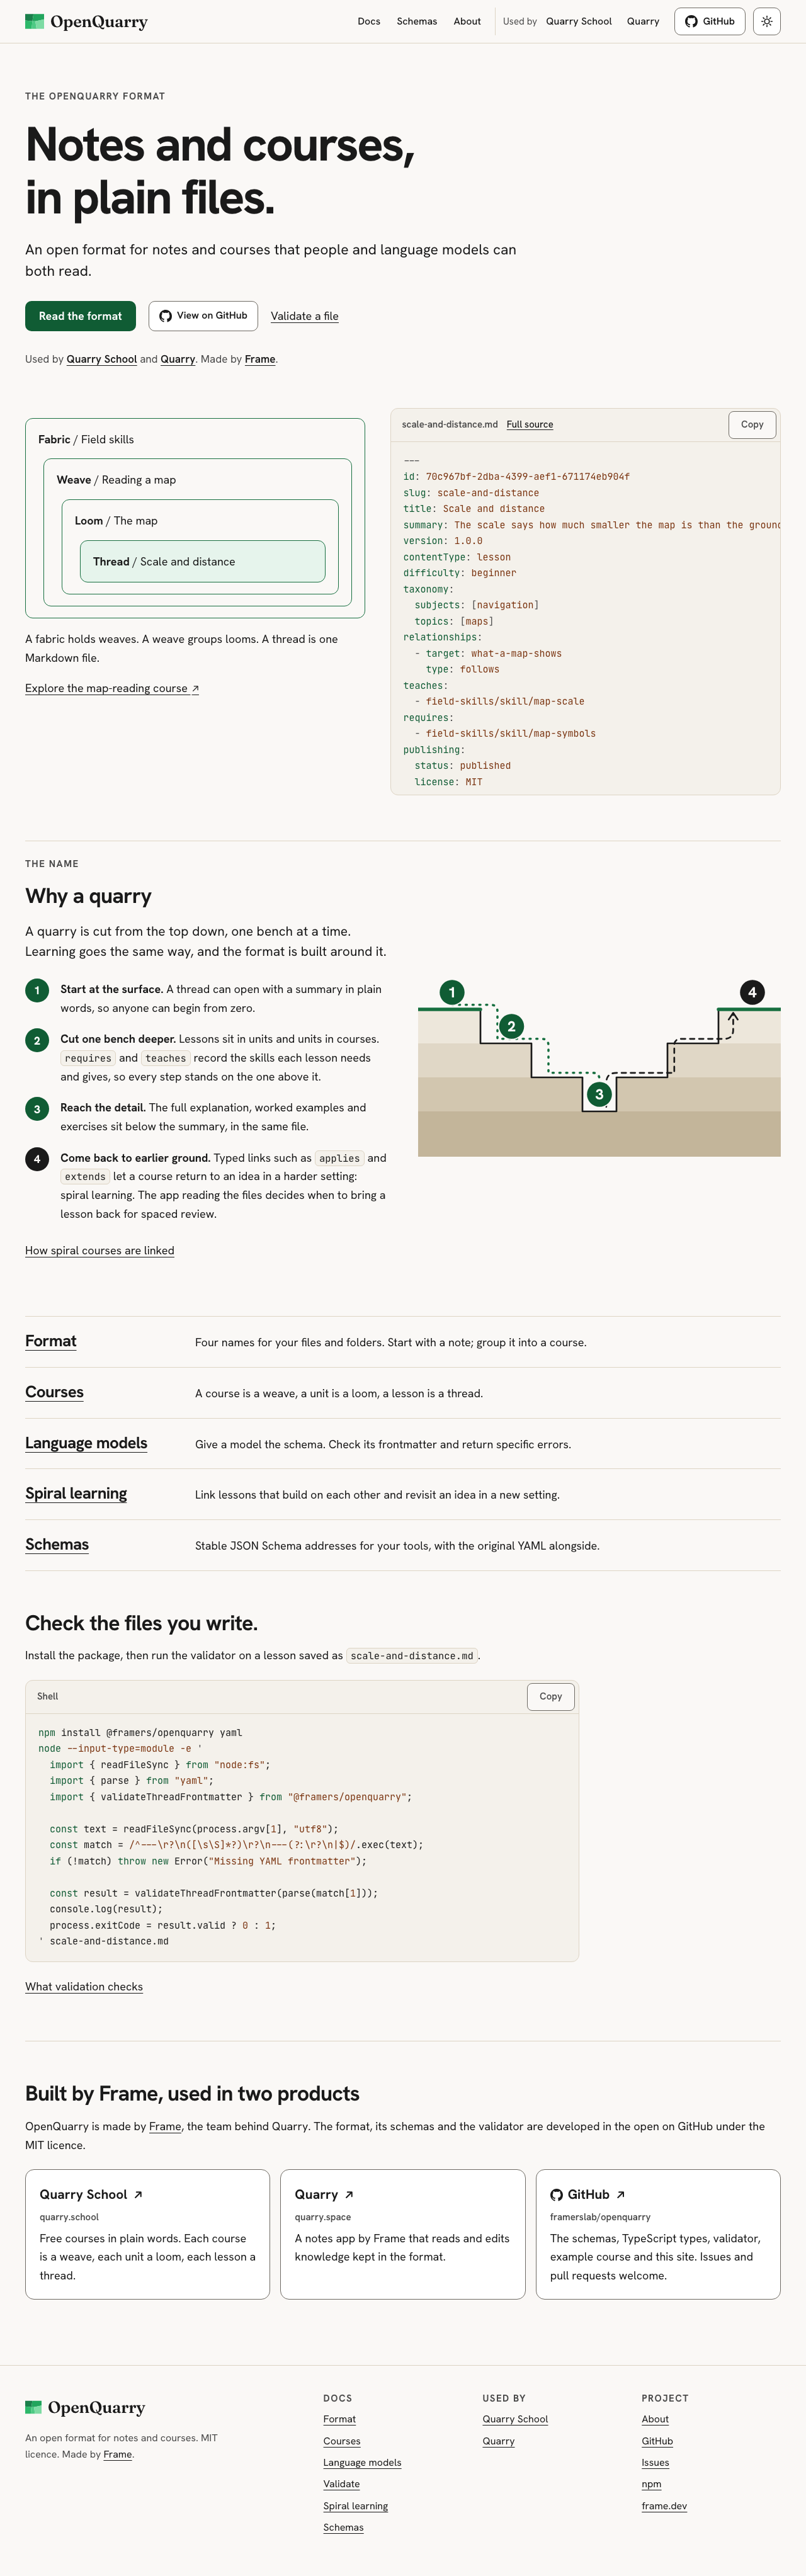 OpenQuarry
Docs
Schemas
About
Used by
Quarry School
Quarry
GitHub
THE OPENQUARRY FORMAT
Notes and courses,
in plain files.
An open format for notes and courses that people and language models can
both read.
Read the format
View on GitHub
Validate a file
Used by Quarry School and Quarry. Made by Frame.
Fabric / Field skills
Weave / Reading a map
Loom / The map
Thread / Scale and distance
A fabric holds weaves. A weave groups looms. A thread is one
Markdown file.
Explore the map-reading course ↗
scale-and-distance.md
Full source
Copy
---
id: 70c967bf-2dba-4399-aef1-671174eb904f
slug: scale-and-distance
title: Scale and distance
summary: The scale says how much smaller the map is than the ground
version: 1.0.0
contentType: lesson
difficulty: beginner
taxonomy:
  subjects: [navigation]
  topics: [maps]
relationships:
  - target: what-a-map-shows
    type: follows
teaches:
  - field-skills/skill/map-scale
requires:
  - field-skills/skill/map-symbols
publishing:
  status: published
  license: MIT
THE NAME
Why a quarry
A quarry is cut from the top down, one bench at a time.
Learning goes the same way, and the format is built around it.
1
Start at the surface. A thread can open with a summary in plain
words, so anyone can begin from zero.
2
Cut one bench deeper. Lessons sit in units and units in courses.
requires and teaches record the skills each lesson needs
and gives, so every step stands on the one above it.
3
Reach the detail. The full explanation, worked examples and
exercises sit below the summary, in the same file.
4
Come back to earlier ground. Typed links such as applies and
extends let a course return to an idea in a harder setting:
spiral learning. The app reading the files decides when to bring a
lesson back for spaced review.
How spiral courses are linked
1
2
3
4
Format
Four names for your files and folders. Start with a note; group it into a course.
Courses
A course is a weave, a unit is a loom, a lesson is a thread.
Language models
Give a model the schema. Check its frontmatter and return specific errors.
Spiral learning
Link lessons that build on each other and revisit an idea in a new setting.
Schemas
Stable JSON Schema addresses for your tools, with the original YAML alongside.
Check the files you write.
Install the package, then run the validator on a lesson saved as scale-and-distance.md.
Shell
Copy
npm install @framers/openquarry yaml
node --input-type=module -e '
  import { readFileSync } from "node:fs";
  import { parse } from "yaml";
  import { validateThreadFrontmatter } from "@framers/openquarry";
  const text = readFileSync(process.argv[1], "utf8");
  const match = /^---\r?\n([\s\S]*?)\r?\n---(?:\r?\n|$)/.exec(text);
  if (!match) throw new Error("Missing YAML frontmatter");
  const result = validateThreadFrontmatter(parse(match[1]));
  console.log(result);
  process.exitCode = result.valid ? 0 : 1;
' scale-and-distance.md
What validation checks
Built by Frame, used in two products
OpenQuarry is made by Frame, the team behind Quarry. The format, its schemas and the validator are developed in the open on GitHub under the
MIT licence.
Quarry School ↗
quarry.school
Free courses in plain words. Each course
is a weave, each unit a loom, each lesson a
thread.
Quarry ↗
quarry.space
A notes app by Frame that reads and edits
knowledge kept in the format.
GitHub ↗
framerslab/openquarry
The schemas, TypeScript types, validator,
example course and this site. Issues and
pull requests welcome.
OpenQuarry
An open format for notes and courses. MIT
licence. Made by Frame.
DOCS
Format
Courses
Language models
Validate
Spiral learning
Schemas
USED BY
Quarry School
Quarry
PROJECT
About
GitHub
Issues
npm
frame.dev